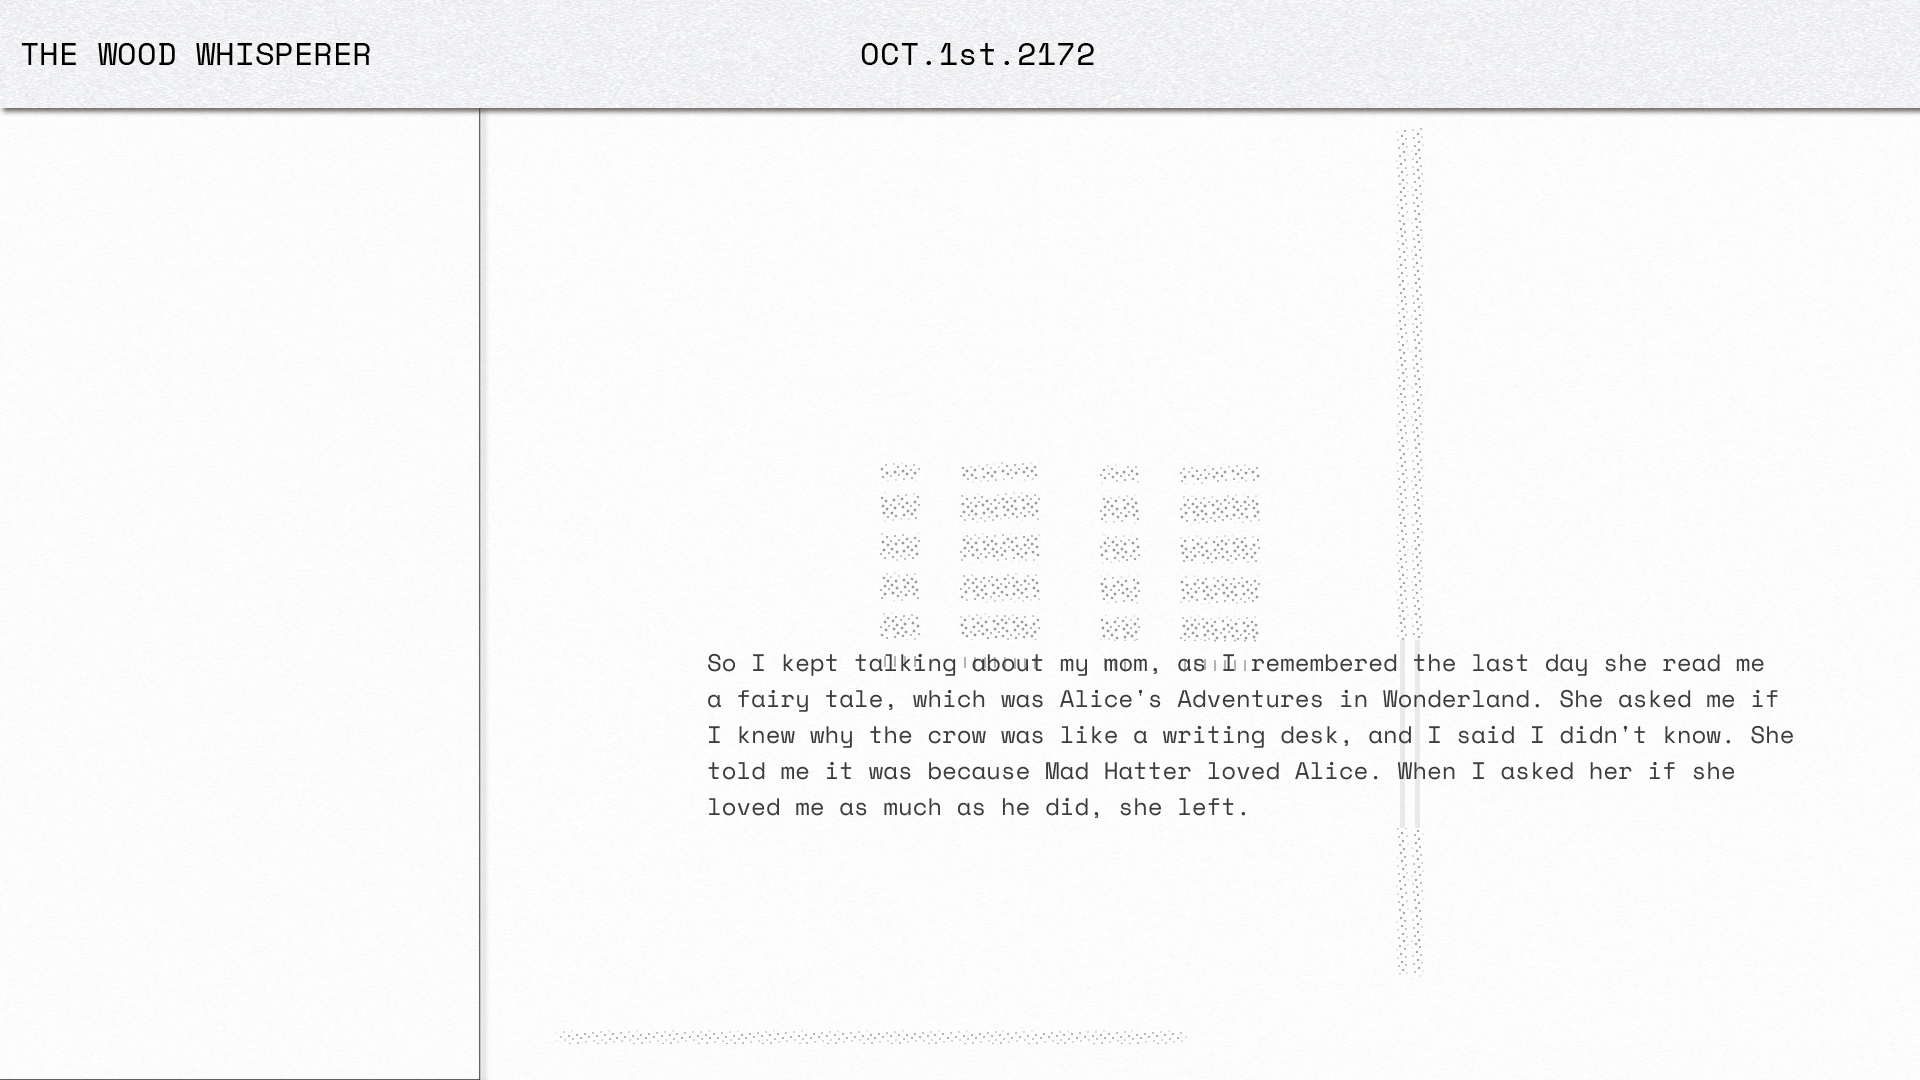 THE WOOD WHISPERER
OCT.1st.2172
So I kept talking about my mom, as I remembered the last day she read me
a fairy tale, which was Alice's Adventures in Wonderland. She asked me if
I knew why the crow was like a writing desk, and I said I didn't know. She
told me it was because Mad Hatter loved Alice. When I asked her if she
loved me as much as he did, she left.